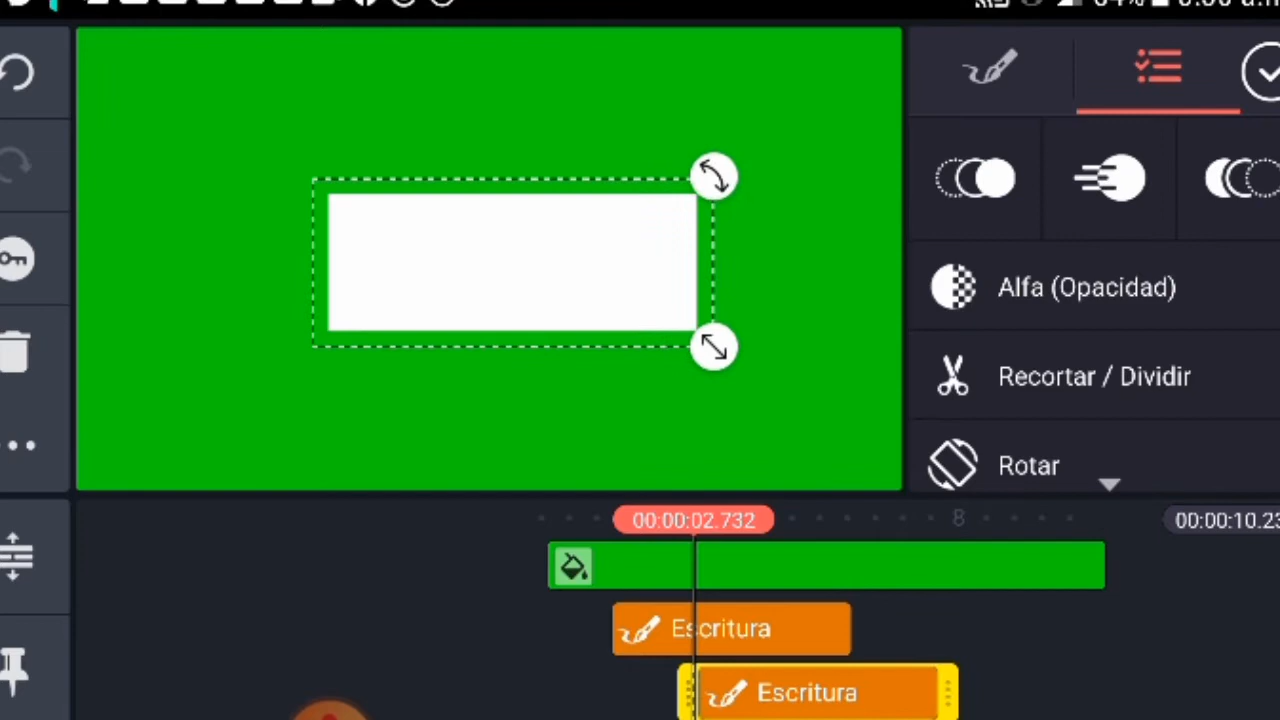 Alfa (Opacidad)
Recortar / Dividir
Rotar
00:00:02.732
8
00:00:10.23
Escritura
Escritura